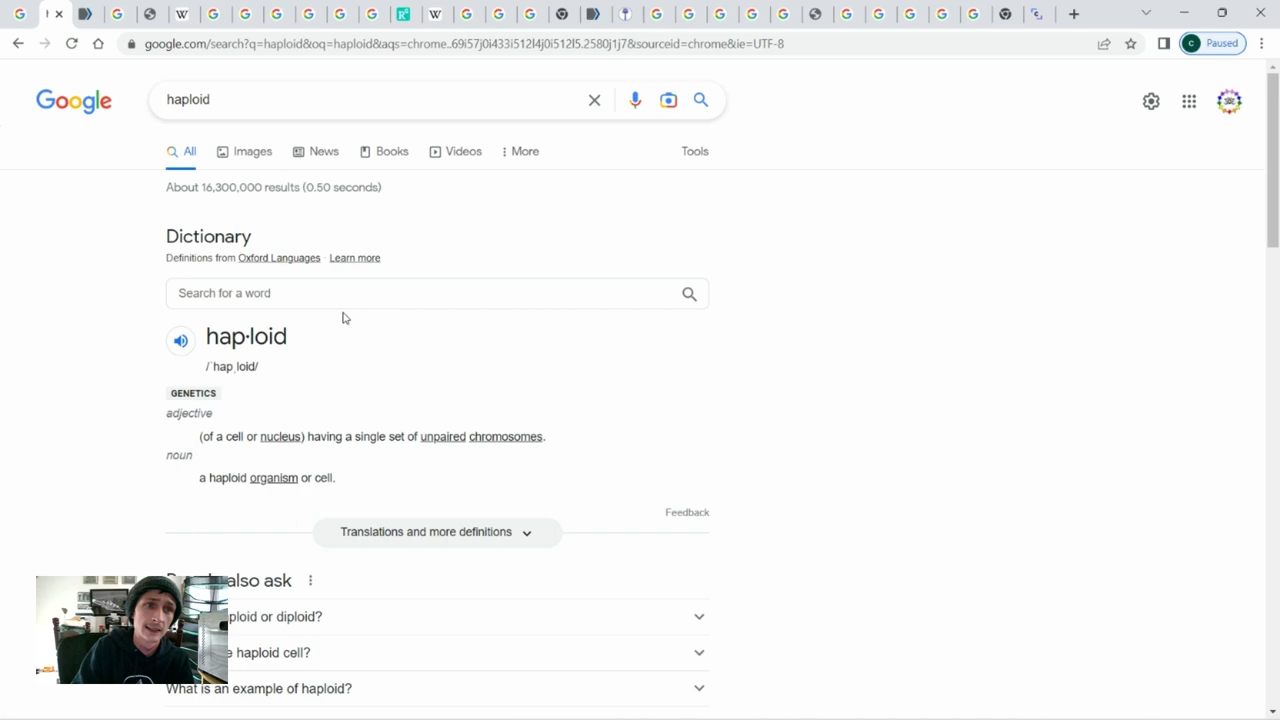 google.com/search?q=haploid&oq=haploid&aqs=chrome..69i57j0i433i512l4j0i512l5.2580j1j7&sourceid=chrome&ie=UTF-8
C Paused
Google
haploid
All Images News Books Videos More Tools
About 16,300,000 results (0.50 seconds)
Dictionary
Definitions from Oxford Languages · Learn more
Search for a word
hap·loid
/ˈhapˌloid/
GENETICS
adjective
(of a cell or nucleus) having a single set of unpaired chromosomes.
noun
a haploid organism or cell.
Feedback
Translations and more definitions
also ask
or diploid?
haploid cell?
What is an example of haploid?